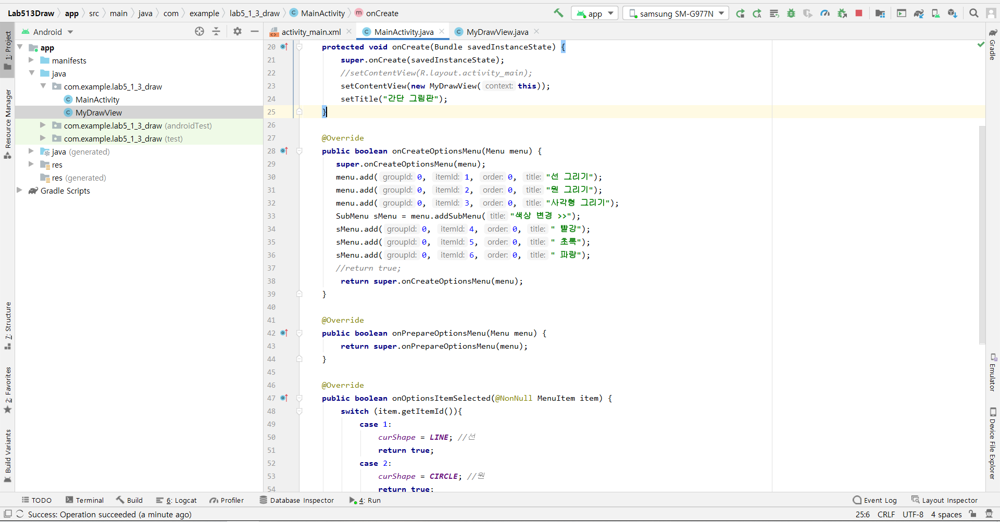 Lab513Draw app src main java com example lab5_1_3_draw MainActivity onCreate app samsung SM-G977N
Android activity_main.xml MainActivity.java MyDrawView.java
1: Project
Resource Manager
7: Structure
2: Favorites
Build Variants
app
manifests
java
com.example.lab5_1_3_draw
MainActivity
MyDrawView
com.example.lab5_1_3_draw (androidTest)
com.example.lab5_1_3_draw (test)
java (generated)
res
res (generated)
Gradle Scripts
20 protected void onCreate(Bundle savedInstanceState) {
21 super.onCreate(savedInstanceState);
22 //setContentView(R.layout.activity_main);
23 setContentView(new MyDrawView( context: this));
24 setTitle("간단 그림판");
25 }
26
27 @Override
28 public boolean onCreateOptionsMenu(Menu menu) {
29 super.onCreateOptionsMenu(menu);
30 menu.add( groupId: 0, itemId: 1, order: 0, title: "선 그리기");
31 menu.add( groupId: 0, itemId: 2, order: 0, title: "원 그리기");
32 menu.add( groupId: 0, itemId: 3, order: 0, title: "사각형 그리기");
33 SubMenu sMenu = menu.addSubMenu( title: "색상 변경 >>");
34 sMenu.add( groupId: 0, itemId: 4, order: 0, title: " 빨강");
35 sMenu.add( groupId: 0, itemId: 5, order: 0, title: " 초록");
36 sMenu.add( groupId: 0, itemId: 6, order: 0, title: " 파랑");
37 //return true;
38 return super.onCreateOptionsMenu(menu);
39 }
40
41 @Override
42 public boolean onPrepareOptionsMenu(Menu menu) {
43 return super.onPrepareOptionsMenu(menu);
44 }
45
46 @Override
47 public boolean onOptionsItemSelected(@NonNull MenuItem item) {
48 switch (item.getItemId()){
49 case 1:
50 curShape = LINE; //선
51 return true;
52 case 2:
53 curShape = CIRCLE; //원
54 return true;
Gradle
Emulator
Device File Explorer
TODO Terminal Build 6: Logcat Profiler Database Inspector 4: Run Event Log Layout Inspector
Success: Operation succeeded (a minute ago) 25:6 CRLF UTF-8 4 spaces